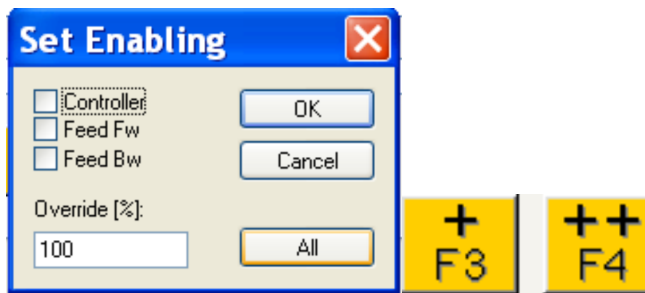 Set Enabling
Controller
Feed Fw
Feed Bw
OK
Cancel
Override [%]:
100
All
+
F3
++
F4